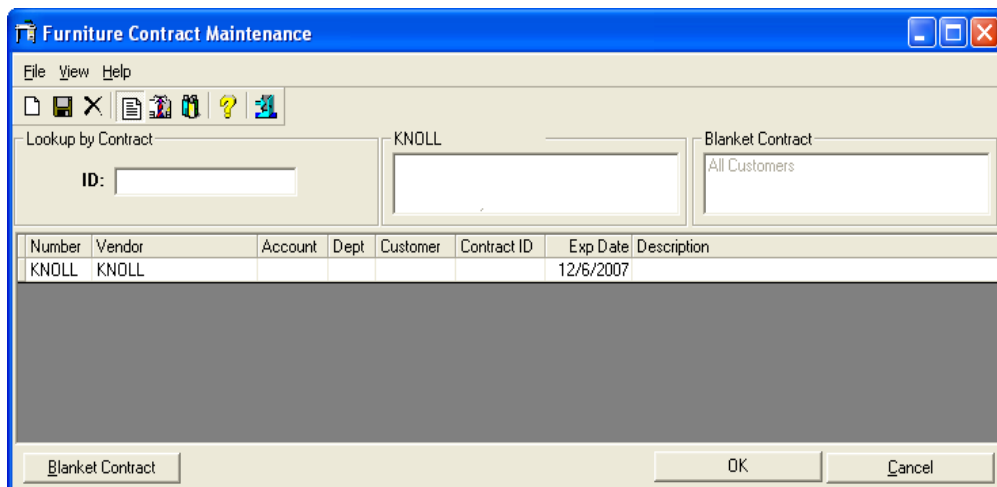 Furniture Contract Maintenance
File View Help
Lookup by Contract
KNOLL
Blanket Contract
ID:
All Customers
Number Vendor Account Dept Customer Contract ID Exp Date Description
KNOLL KNOLL 12/6/2007
Blanket Contract
OK
Cancel